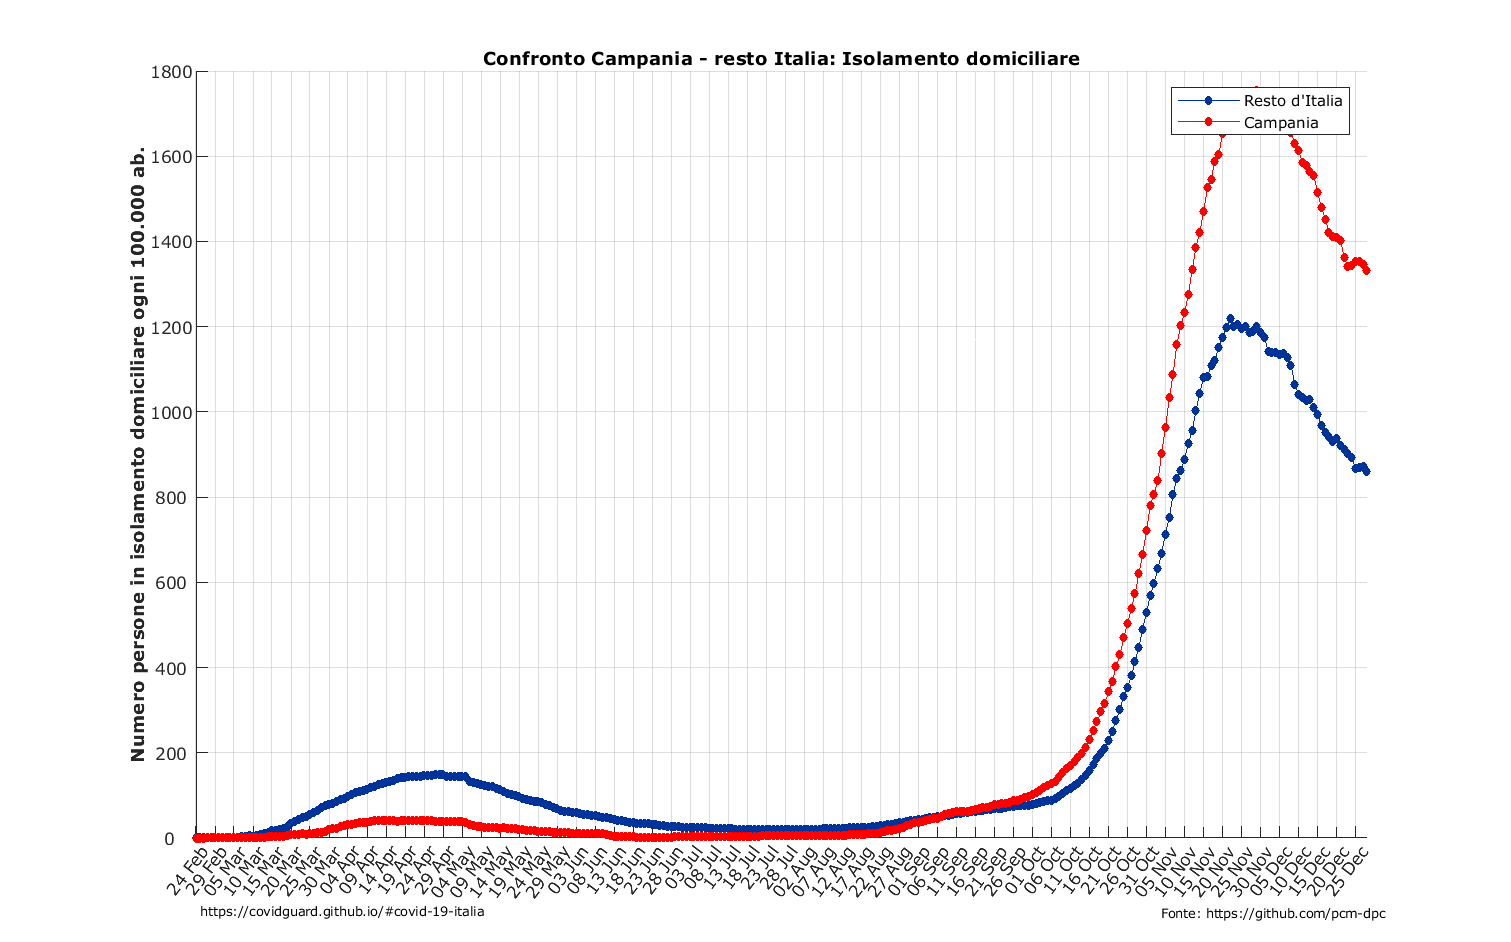 Confronto Campania - resto Italia: Isolamento domiciliare
Numero persone in isolamento domiciliare ogni 100.000 ab.
1800
1600
1400
1200
1000
800
600
400
200
0
Resto d'Italia
Campania
24 Feb
29 Feb
05 Mar
10 Mar
15 Mar
20 Mar
25 Mar
30 Mar
04 Apr
09 Apr
14 Apr
19 Apr
24 Apr
29 Apr
04 May
09 May
14 May
19 May
24 May
29 May
03 Jun
08 Jun
13 Jun
18 Jun
23 Jun
28 Jun
03 Jul
08 Jul
13 Jul
18 Jul
23 Jul
28 Jul
02 Aug
07 Aug
12 Aug
17 Aug
22 Aug
27 Aug
01 Sep
06 Sep
11 Sep
16 Sep
21 Sep
26 Sep
01 Oct
06 Oct
11 Oct
16 Oct
21 Oct
26 Oct
31 Oct
05 Nov
10 Nov
15 Nov
20 Nov
25 Nov
30 Nov
05 Dec
10 Dec
15 Dec
20 Dec
25 Dec
https://covidguard.github.io/#covid-19-italia
Fonte: https://github.com/pcm-dpc